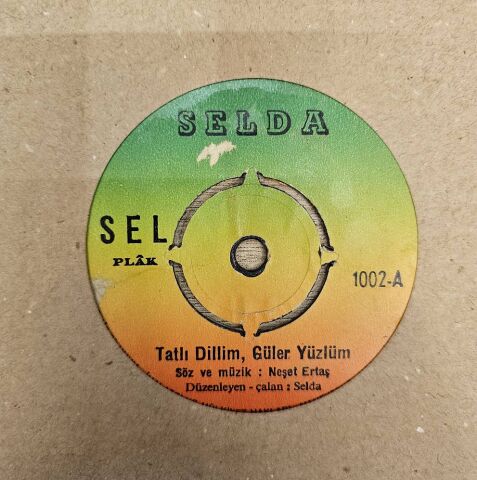 SELDA
SEL
PLÂK
1002-A
Tatlı Dillim, Güler Yüzlüm
Söz ve müzik : Neşet Ertaş
Düzenleyen - çalan : Selda